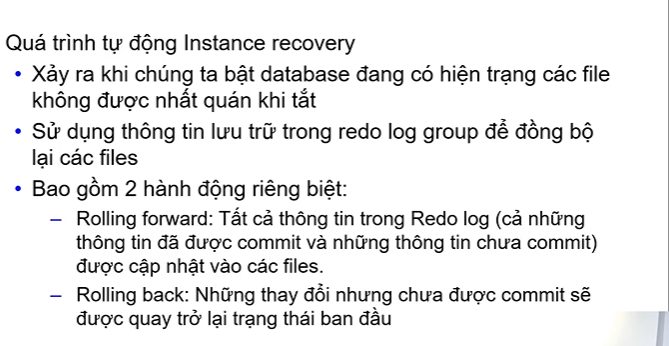 Quá trình tự động Instance recovery
• Xảy ra khi chúng ta bật database đang có hiện trạng các file
không được nhất quán khi tắt
• Sử dụng thông tin lưu trữ trong redo log group để đồng bộ
lại các files
• Bao gồm 2 hành động riêng biệt:
– Rolling forward: Tất cả thông tin trong Redo log (cả những
thông tin đã được commit và những thông tin chưa commit)
được cập nhật vào các files.
– Rolling back: Những thay đổi nhưng chưa được commit sẽ
được quay trở lại trạng thái ban đầu